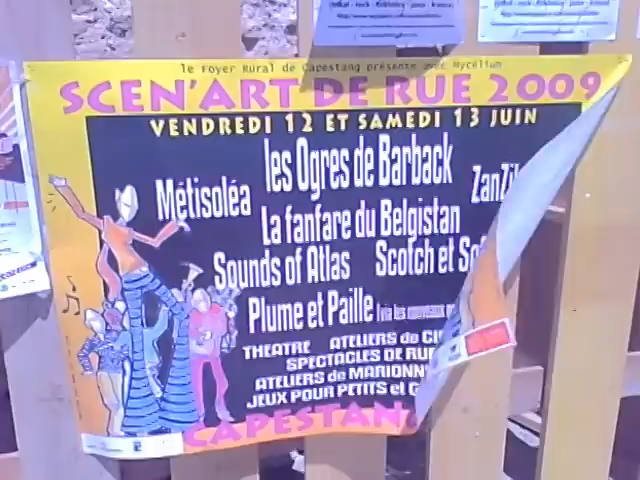 le Foyer Rural de Capestang présente avec Mycélium
SCEN'ART DE RUE 2009
VENDREDI 12 ET SAMEDI 13 JUIN
les Ogres de Barback
Métisoléa
La fanfare du Belgistan
Sounds of Atlas Scotch et
Plume et Paille
THEATRE ATELIERS de
SPECTACLES DE RUE
ATELIERS de
JEUX POUR PETITS et
CAPESTANG